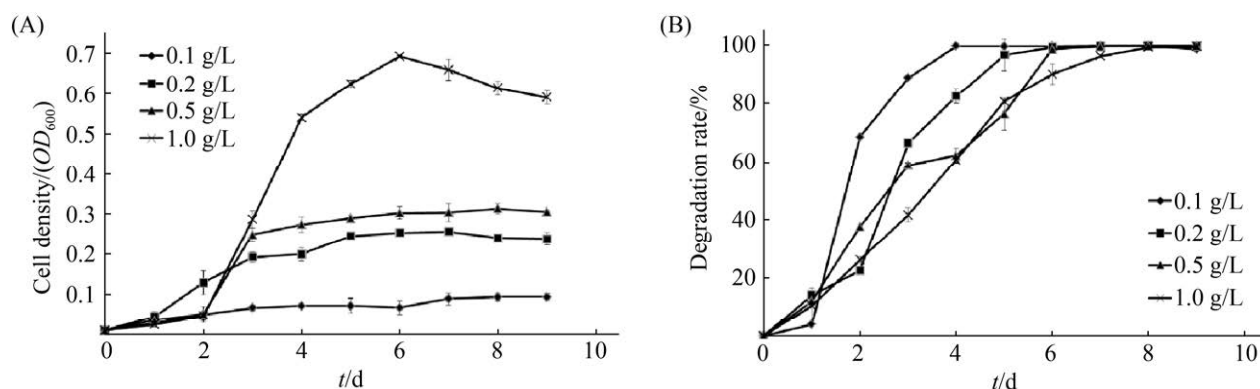 (A)
Cell density/(OD600)
0.7
0.6
0.5
0.4
0.3
0.2
0.1
0 2 4 6 8 10
t/d
0.1 g/L
0.2 g/L
0.5 g/L
1.0 g/L
(B)
Degradation rate/%
100
80
60
40
20
0 2 4 6 8 10
t/d
0.1 g/L
0.2 g/L
0.5 g/L
1.0 g/L